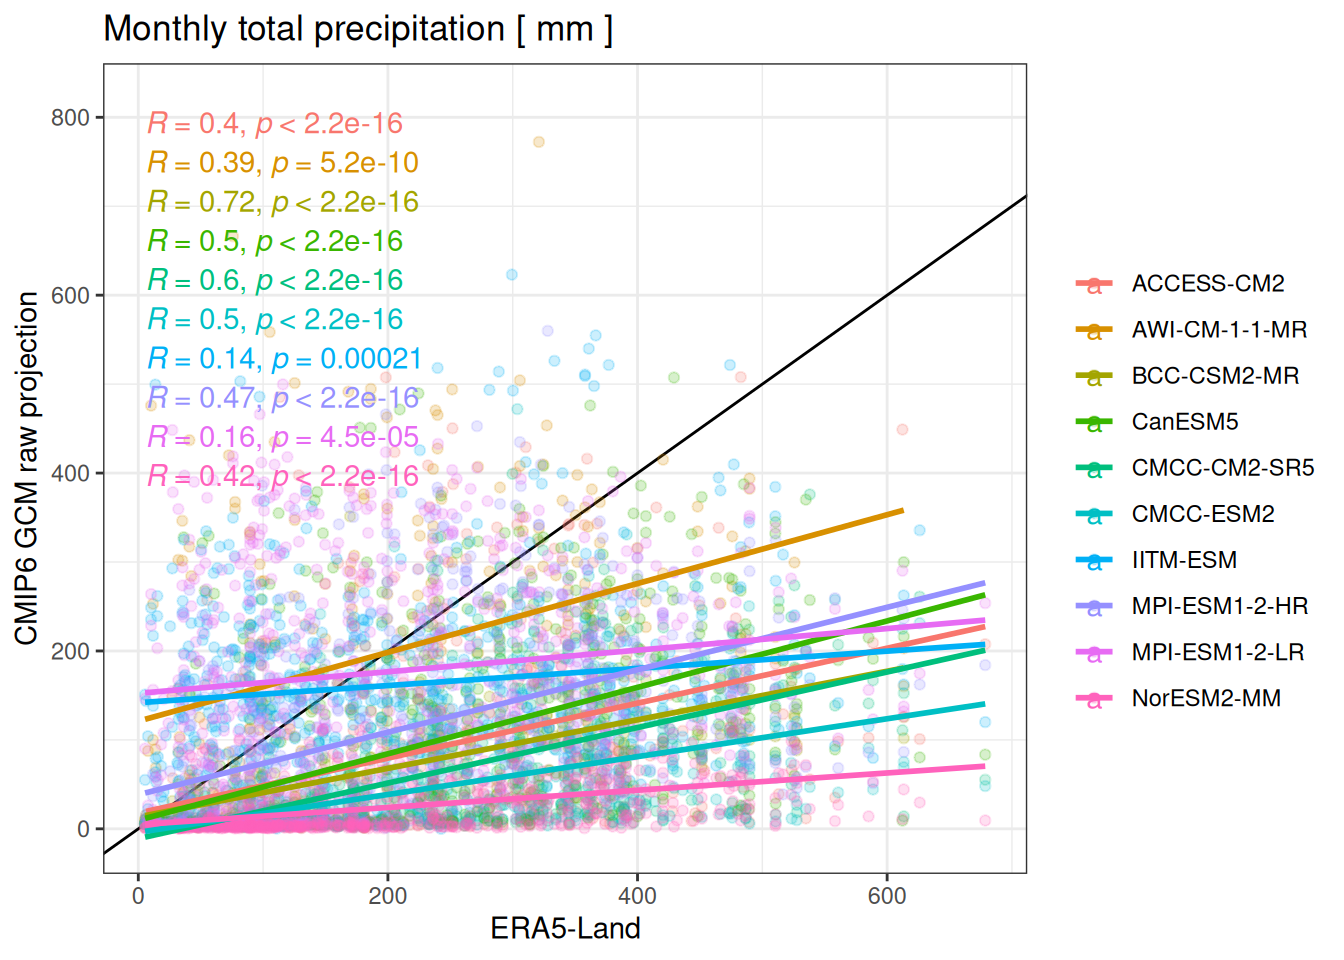 Monthly total precipitation [ mm ]
CMIP6 GCM raw projection
800
600
400
200
0
R = 0.4, p < 2.2e-16
R = 0.39, p = 5.2e-10
R = 0.72, p < 2.2e-16
R = 0.5, p < 2.2e-16
R = 0.6, p < 2.2e-16
R = 0.5, p < 2.2e-16
R = 0.14, p = 0.00021
R = 0.47, p < 2.2e-16
R = 0.16, p = 4.5e-05
R = 0.42, p < 2.2e-16
0 200 400 600
ERA5-Land
a ACCESS-CM2
a AWI-CM-1-1-MR
a BCC-CSM2-MR
a CanESM5
a CMCC-CM2-SR5
a CMCC-ESM2
a IITM-ESM
a MPI-ESM1-2-HR
a MPI-ESM1-2-LR
a NorESM2-MM